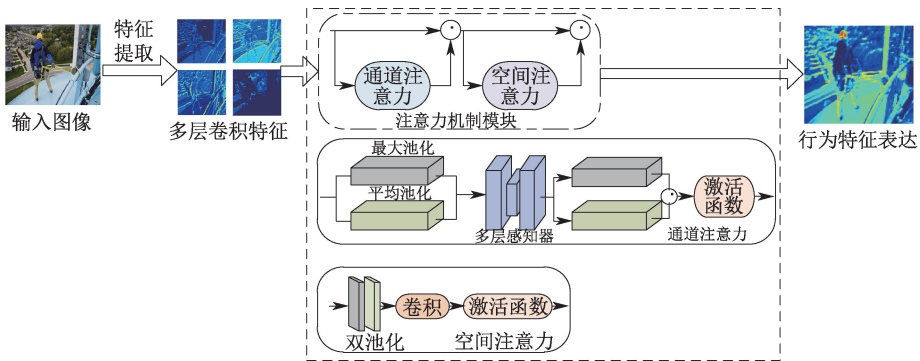 特征
提取
输入图像
多层卷积特征
通道注
意力
空间注
意力
注意力机制模块
行为特征表达
最大池化
平均池化
多层感知器
激活
函数
通道注意力
卷积
激活函数
双池化
空间注意力